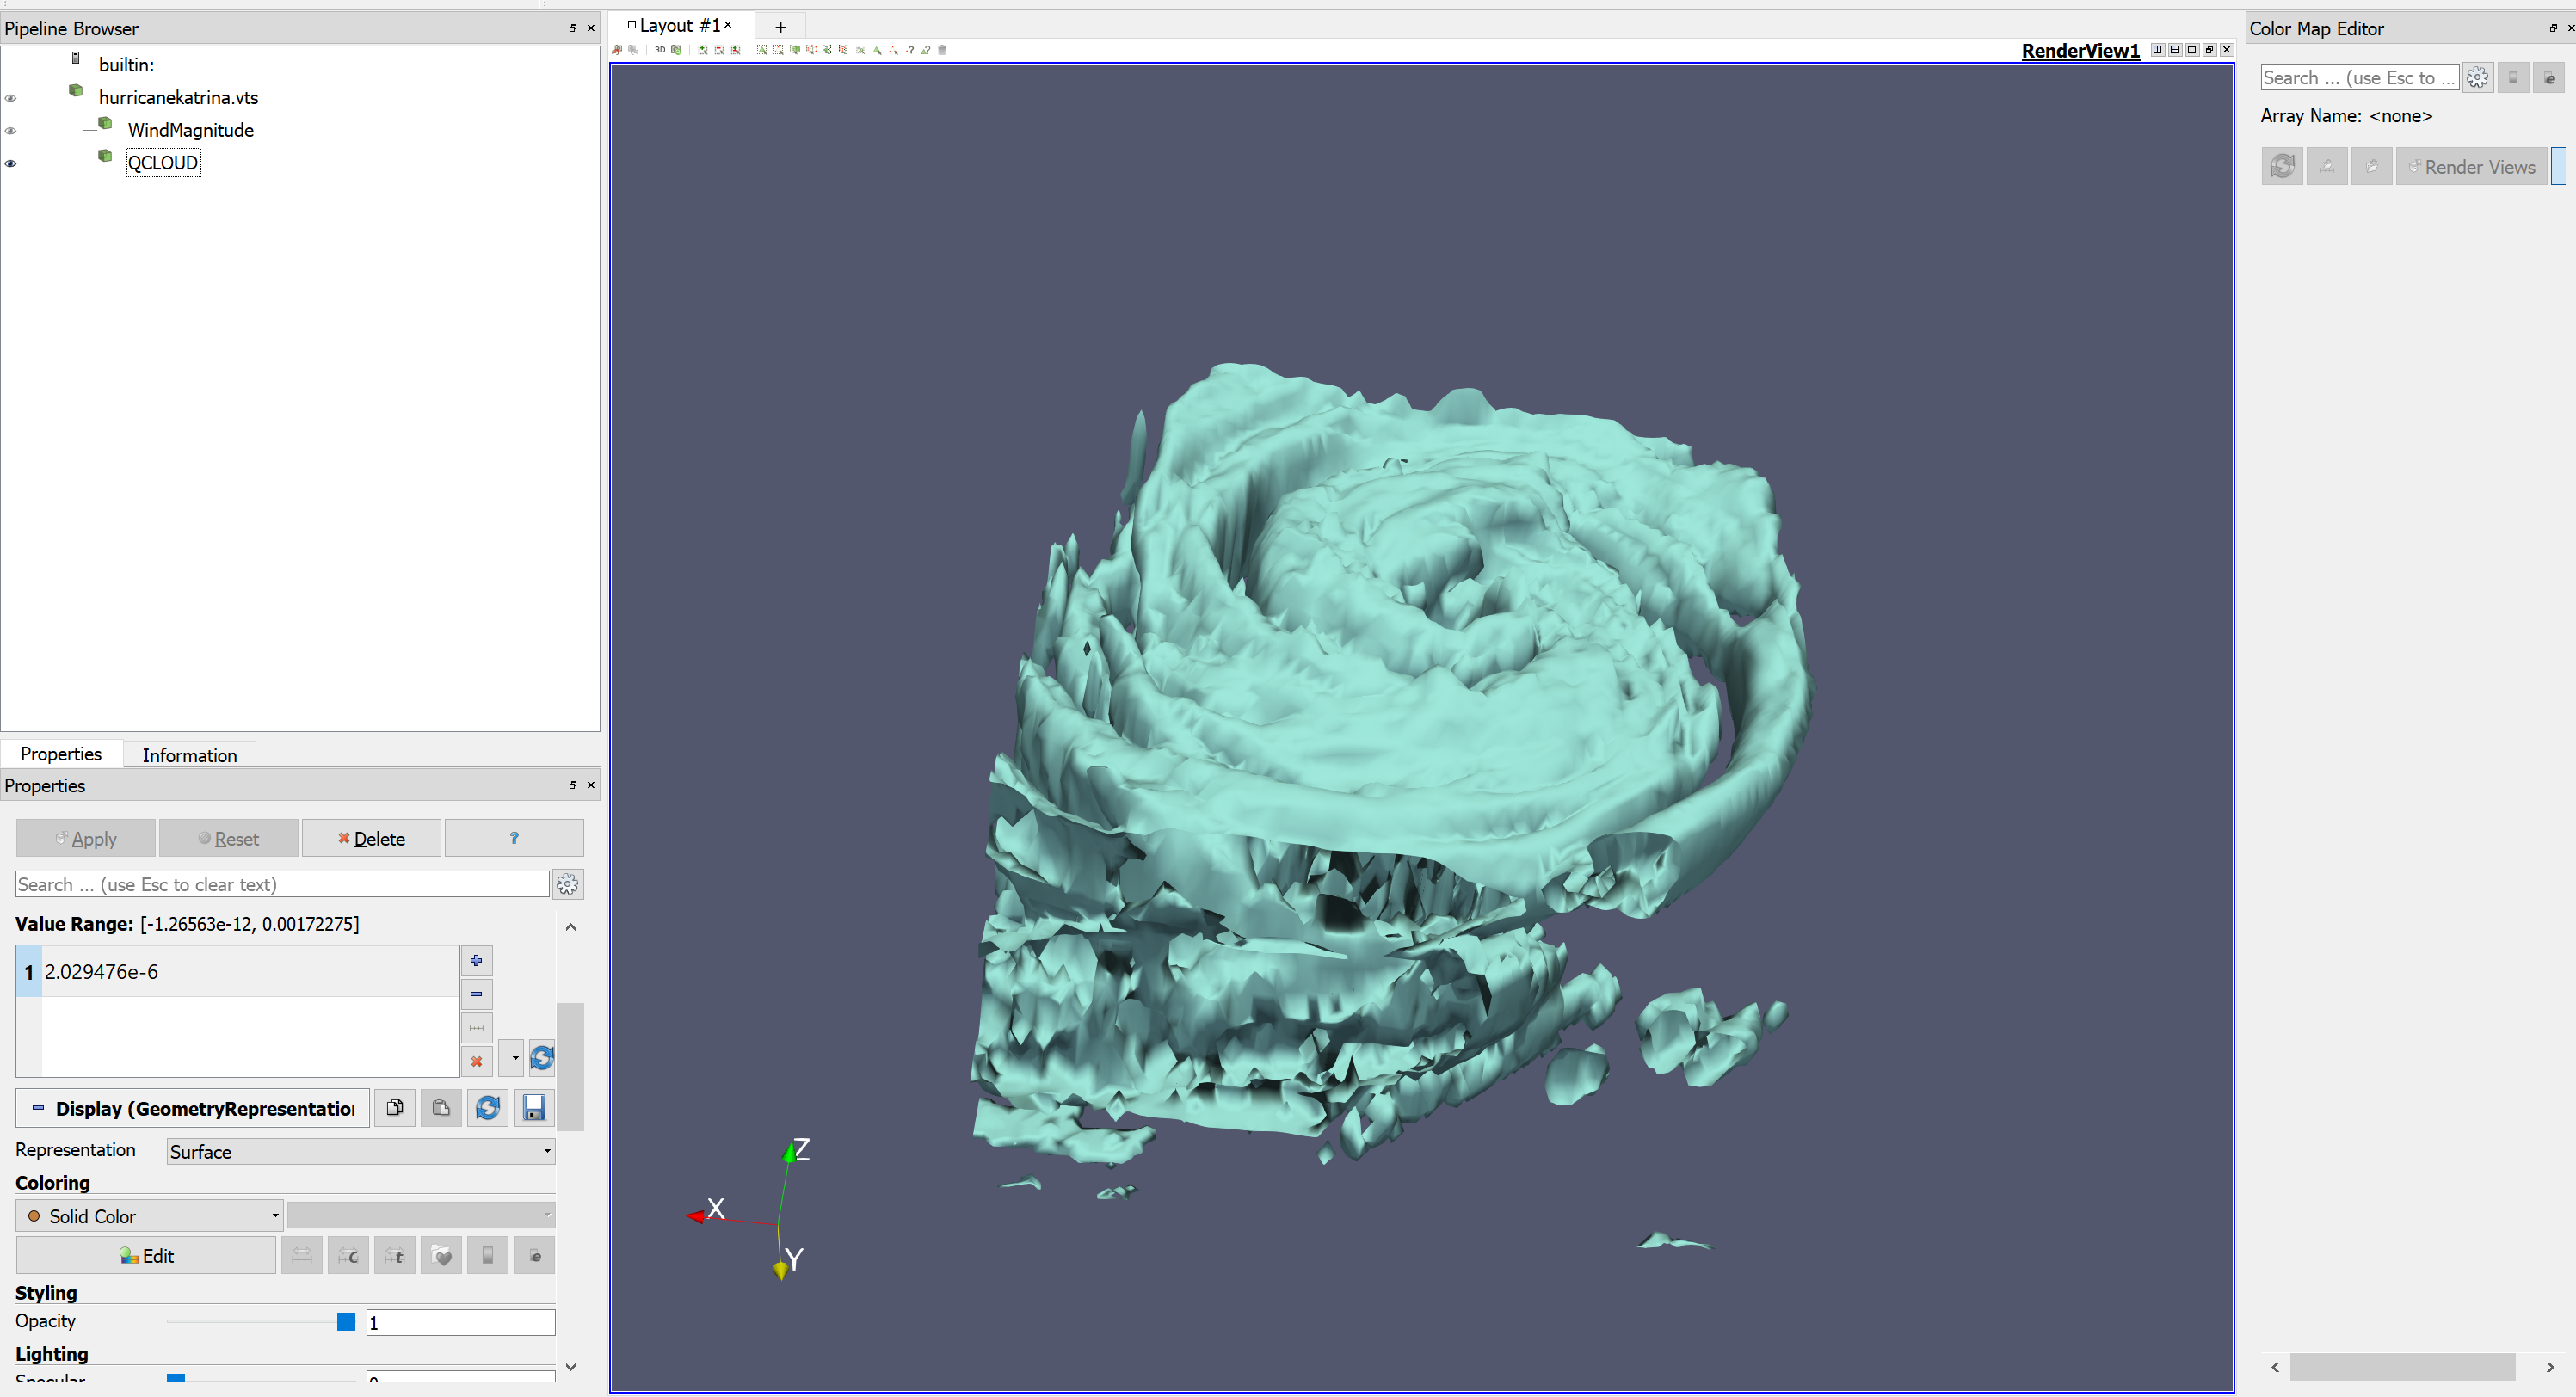 Pipeline Browser
builtin:
hurricanekatrina.vts
WindMagnitude
QCLOUD
Properties
Information
Properties
Apply
Reset
Delete
?
Search ... (use Esc to clear text)
Value Range: [-1.26563e-12, 0.00172275]
1 2.029476e-6
Display (GeometryRepresentation
Representation
Surface
Coloring
Solid Color
Edit
Styling
Opacity
1
Lighting
Specular
0
Layout #1
+
3D
RenderView1
Z
X
Y
Color Map Editor
Search ... (use Esc to ...
Array Name: <none>
Render Views